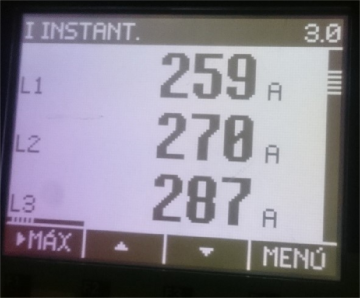 I INSTANT. 3.0
L1 259 A
L2 270 A
L3 287 A
▶MÁX ▲ ▼ MENÚ